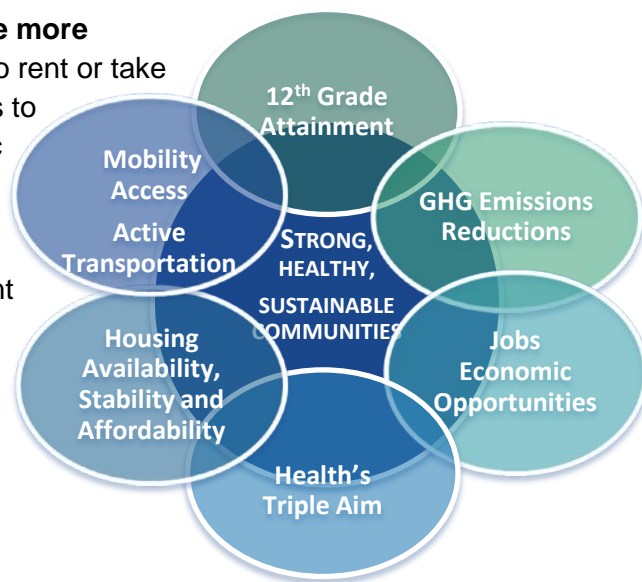 e more
o rent or take
s to
c
nt
12th Grade
Attainment
Mobility
Access
Active
Transportation
GHG Emissions
Reductions
STRONG,
HEALTHY,
SUSTAINABLE
COMMUNITIES
Housing
Availability,
Stability and
Affordability
Jobs
Economic
Opportunities
Health’s
Triple Aim